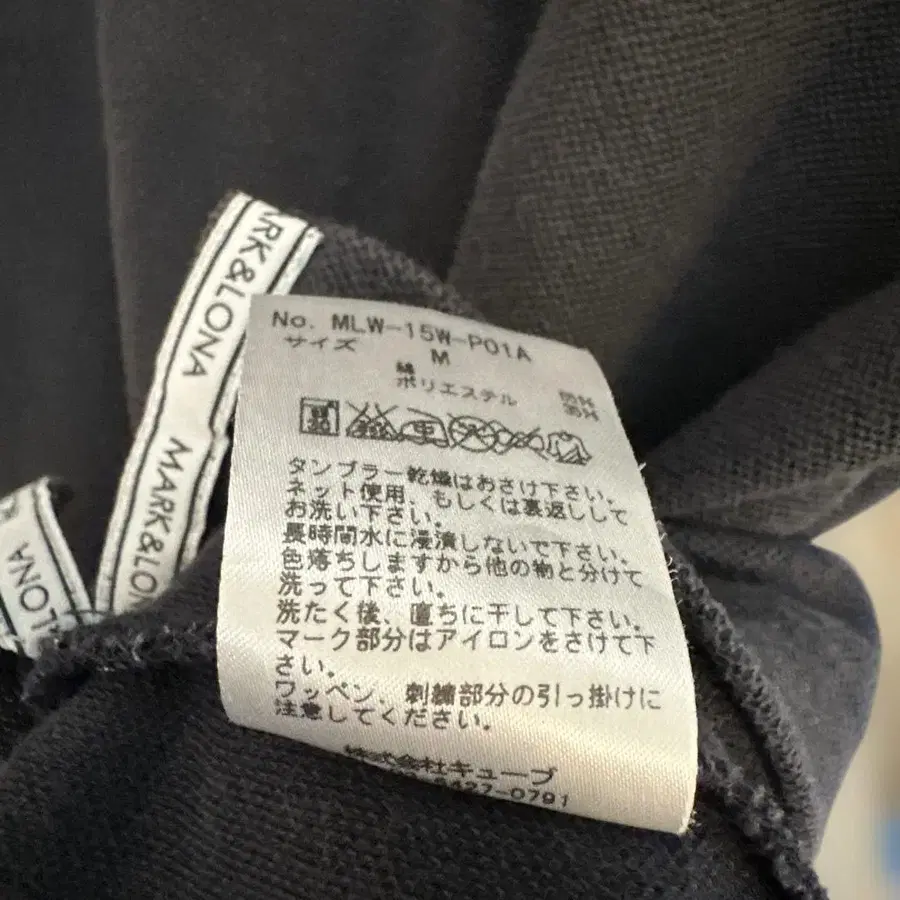 MARK&LONA
MARK&LONA
&LONA
No. MLW-15W-P01A
サイズ M
綿
ポリエステル
タンブラー乾燥はおさけ下さい。
ネット使用、もしくは裏返しして
お洗い下さい。
長時間水に浸漬しないで下さい。
色落ちしますから他の物と分けて
洗って下さい。
洗たく後、直ちに干して下さい。
マーク部分はアイロンをさけて下
さい。
ワッペン、刺繍部分の引っ掛けに
注意してください。
株式会社キューブ
5427-0791